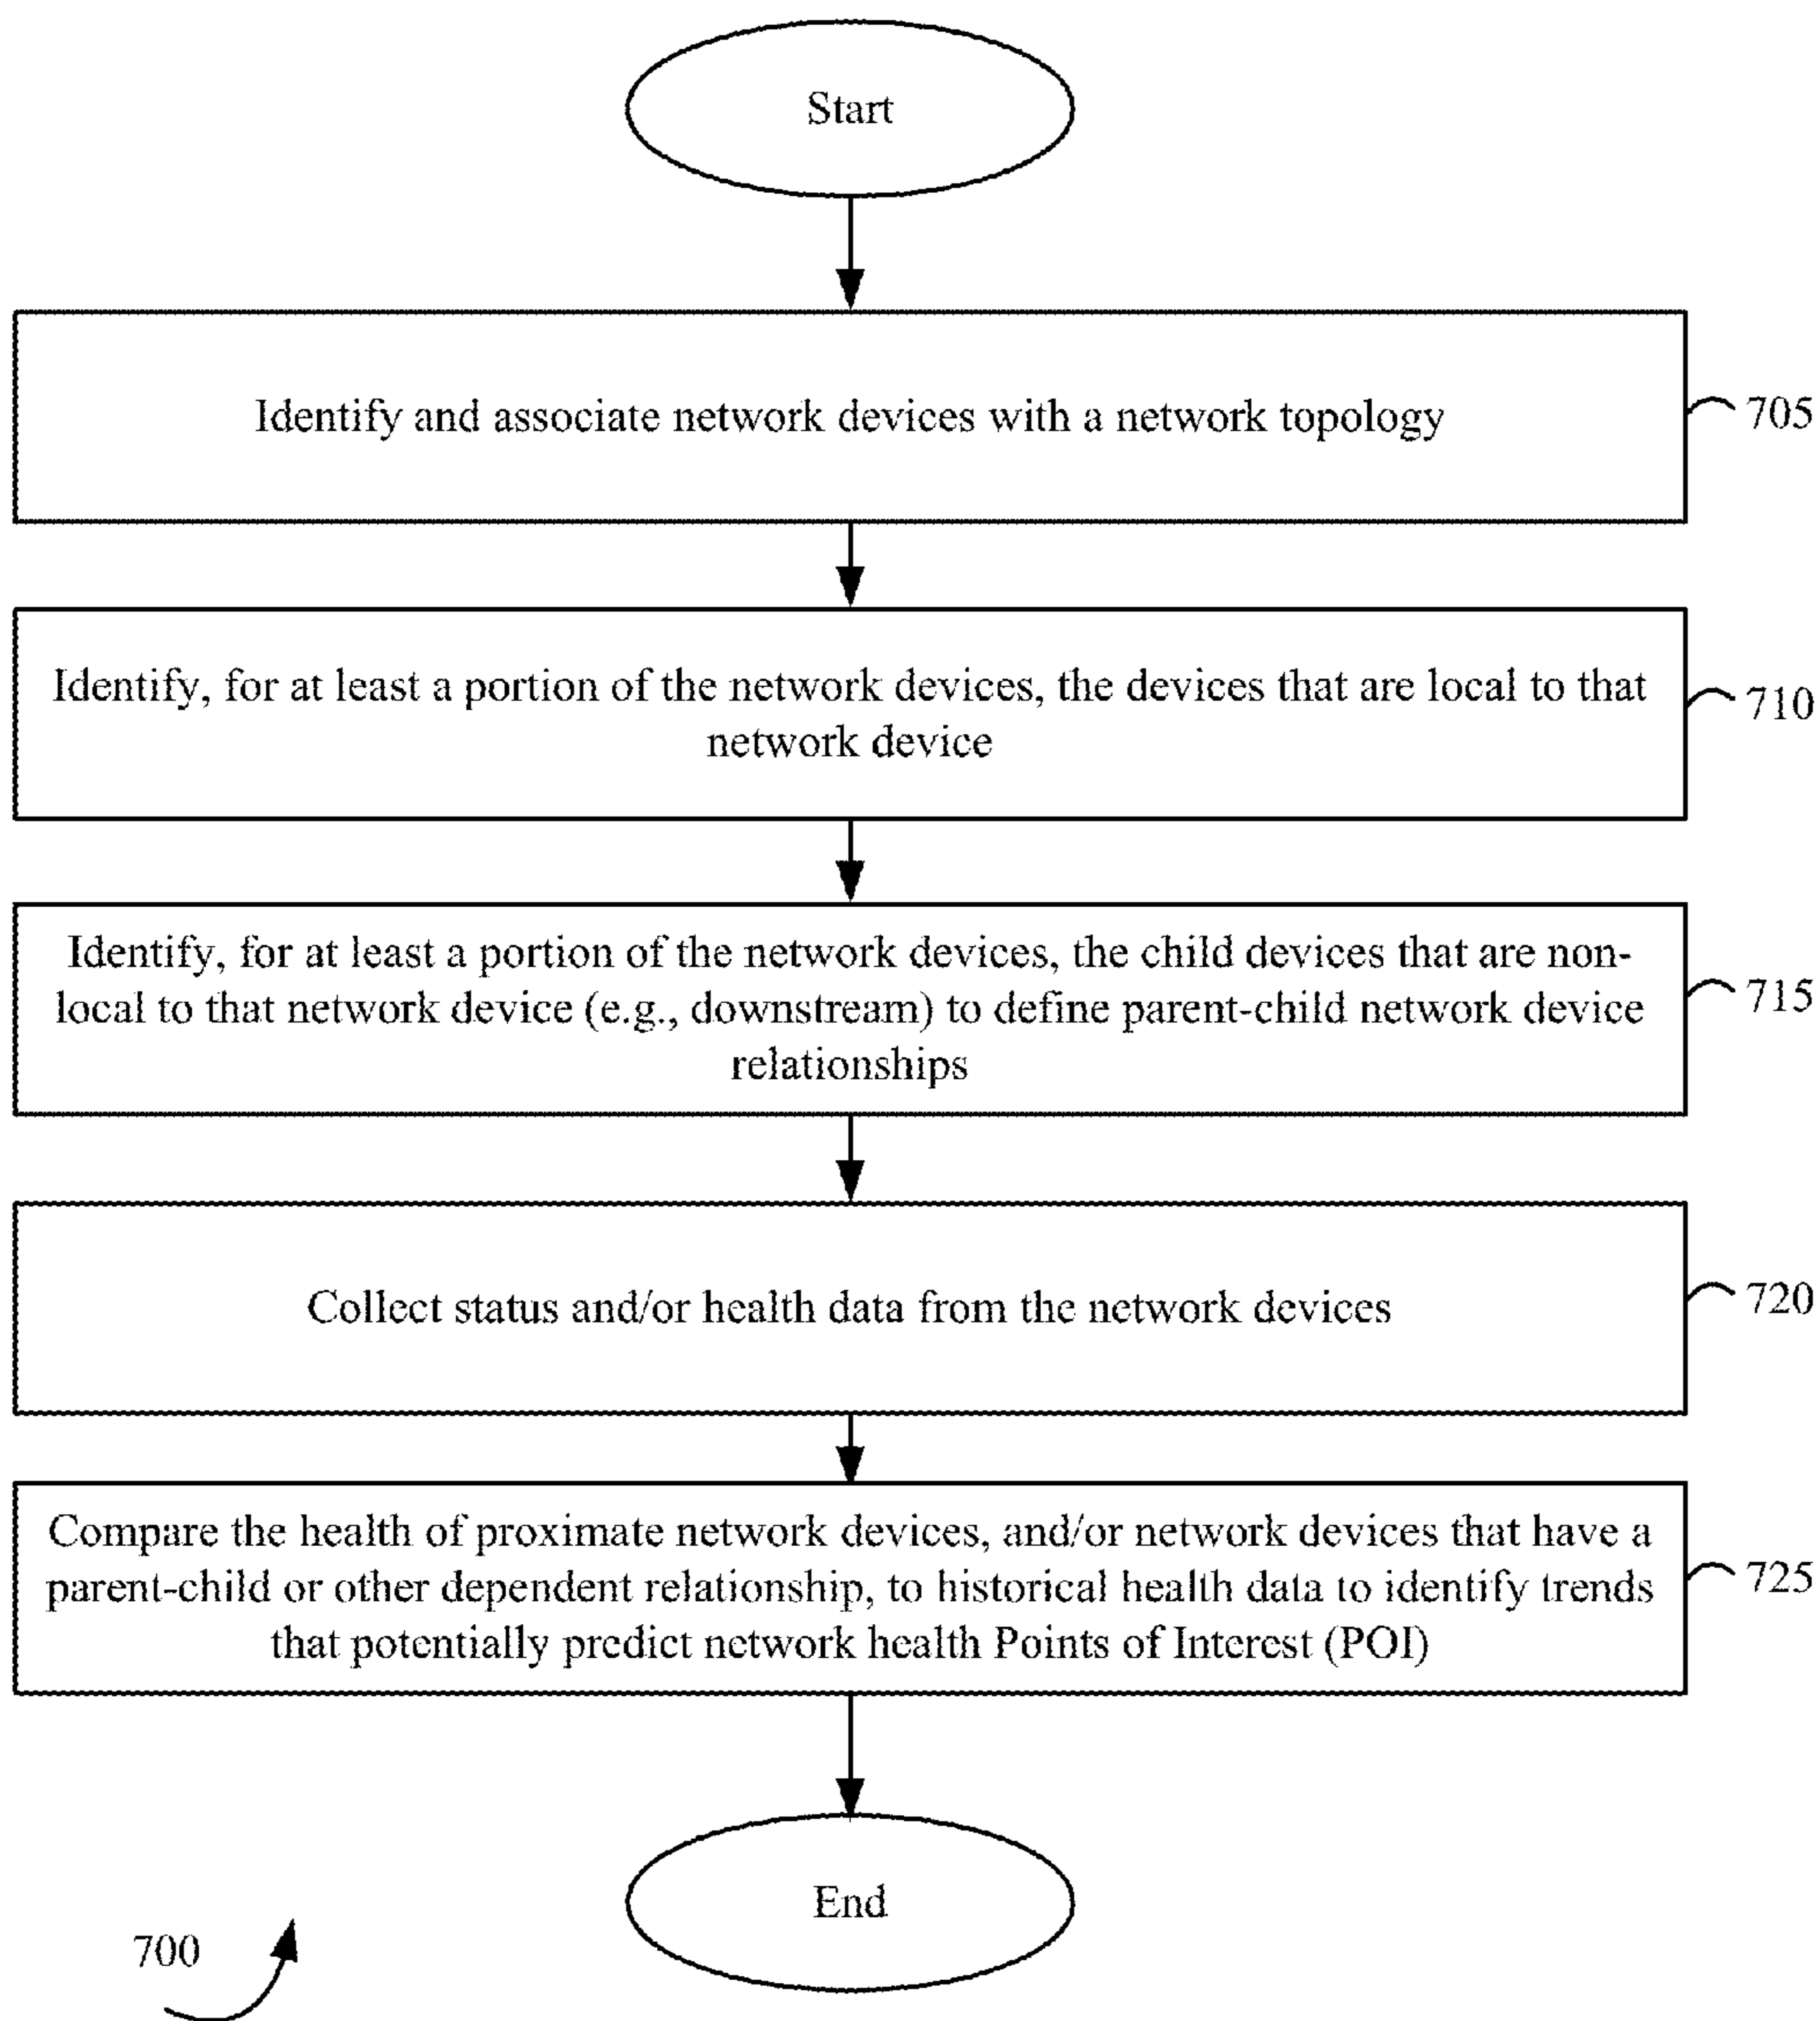 Start
Identify and associate network devices with a network topology
705
Identify, for at least a portion of the network devices, the devices that are local to that
network device
710
Identify, for at least a portion of the network devices, the child devices that are non-
local to that network device (e.g., downstream) to define parent-child network device
relationships
715
Collect status and/or health data from the network devices
720
Compare the health of proximate network devices, and/or network devices that have a
parent-child or other dependent relationship, to historical health data to identify trends
that potentially predict network health Points of Interest (POI)
725
End
700